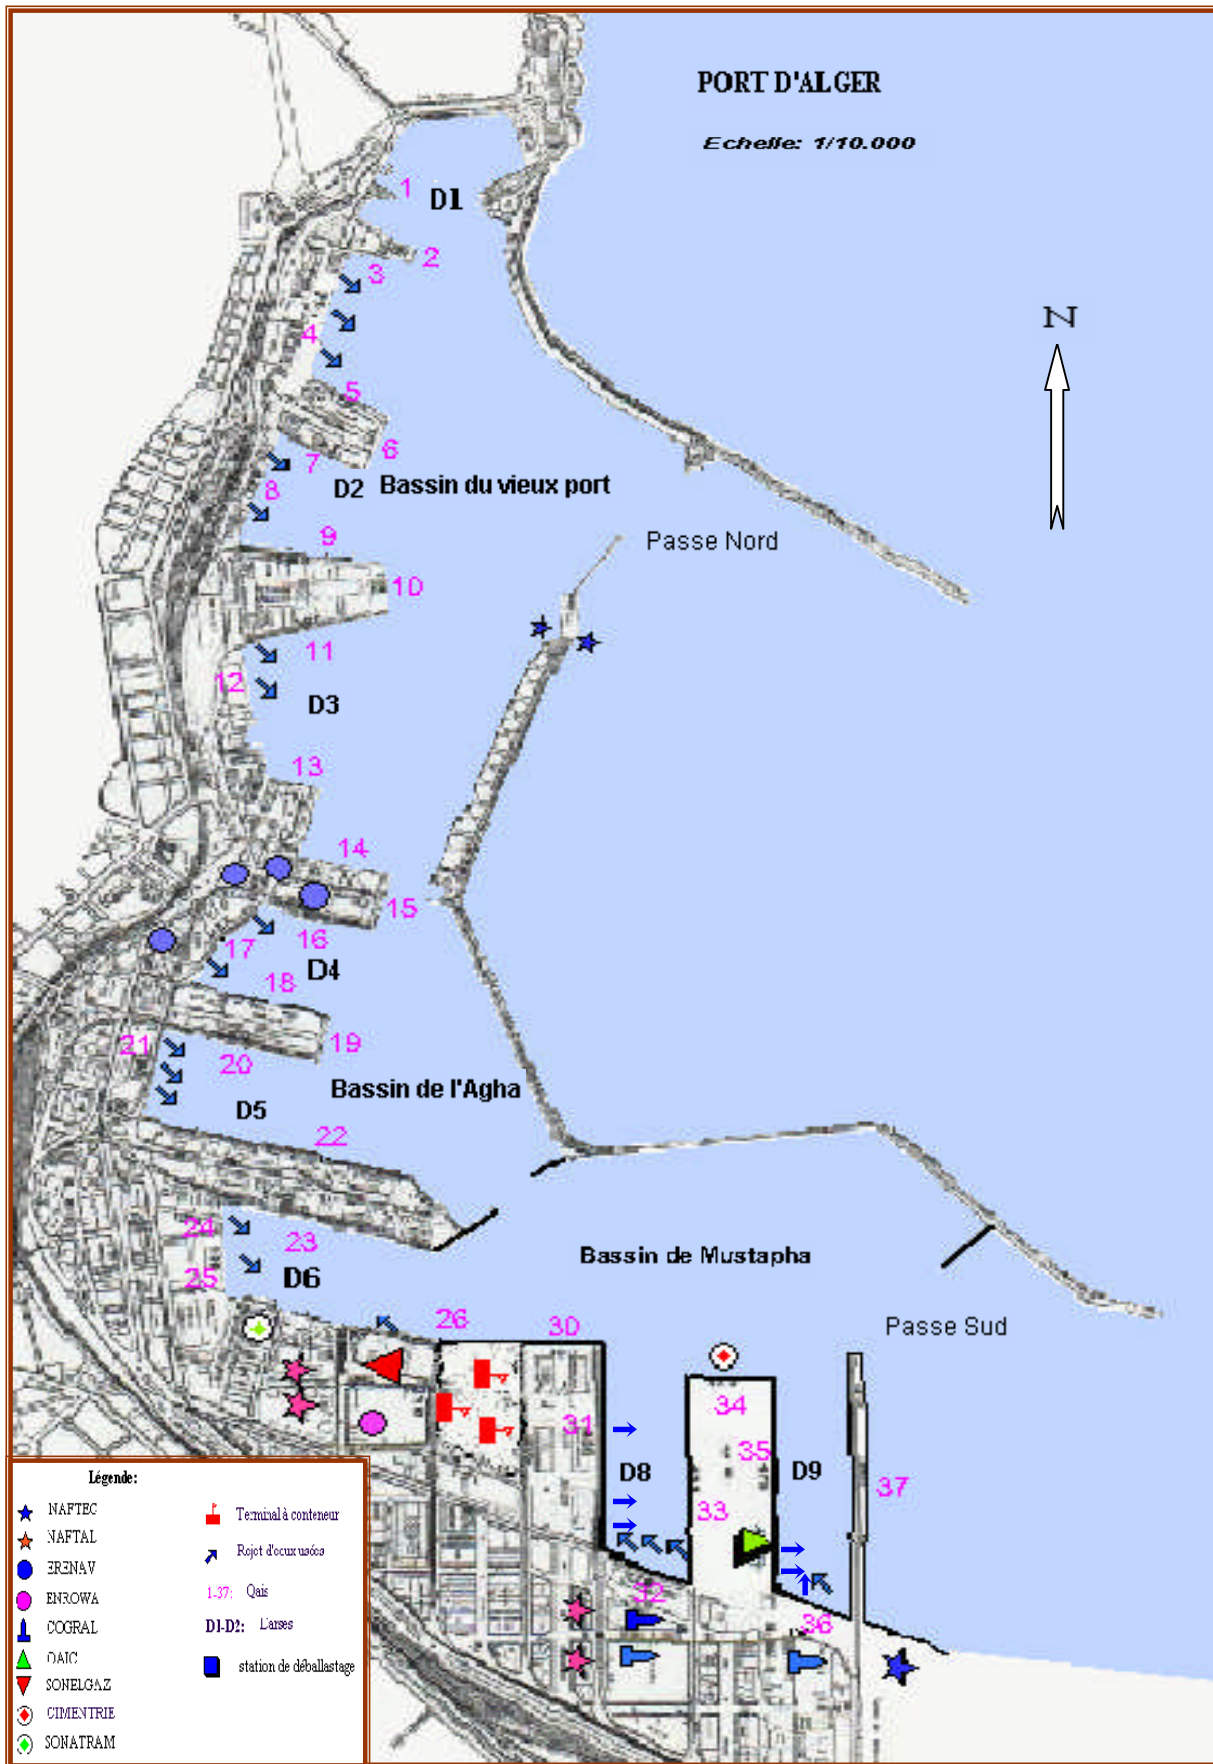 PORT D'ALGER
Echelle: 1/10.000
1
D1
2
3
N
4
5
6
7
D2 Bassin du vieux port
8
9
Passe Nord
10
11
12
D3
13
14
15
16
17
D4
18
19
20
21
Bassin de l'Agha
D5
22
23
24
Bassin de Mustapha
25
D6
26
30
Passe Sud
34
31
35
D8
D9
37
33
32
36
Légende:
NAFTEC
NAFTAL
ERENAV
ENROWA
COGRAL
OAIC
SONELGAZ
CIMENTRIE
SONATRAM
Terminal à conteneur
Rejet d'eaux usées
1-37: Qais
D1-D2: Darses
station de déballastage